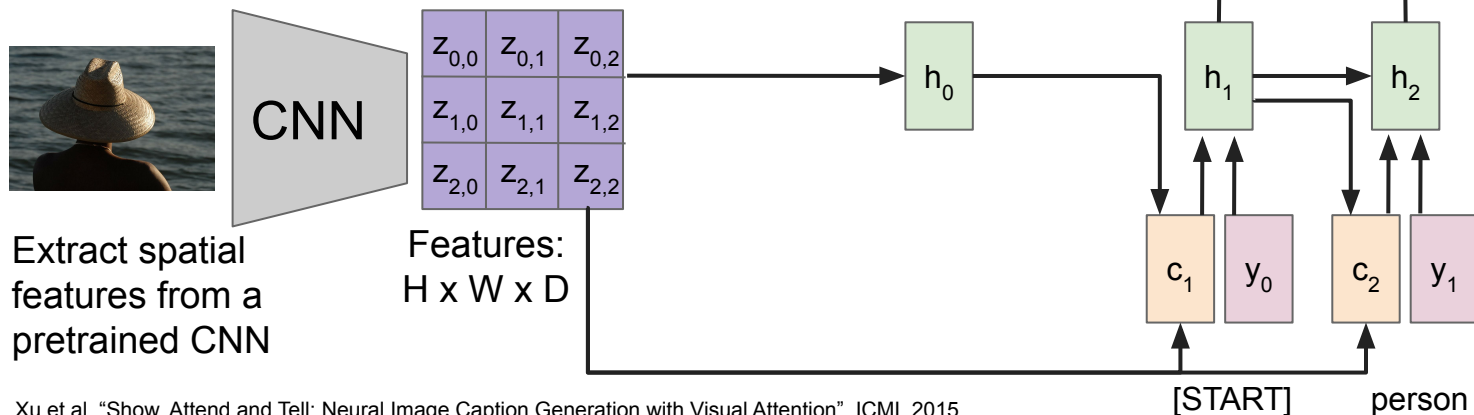 z0,0 z0,1 z0,2
z1,0 z1,1 z1,2
z2,0 z2,1 z2,2
CNN
h0
h1
h2
Extract spatial
features from a
pretrained CNN
Features:
H x W x D
c1
y0
c2
y1
[START]
person
Xu et al, “Show, Attend and Tell: Neural Image Caption Generation with Visual Attention”, ICML 2015